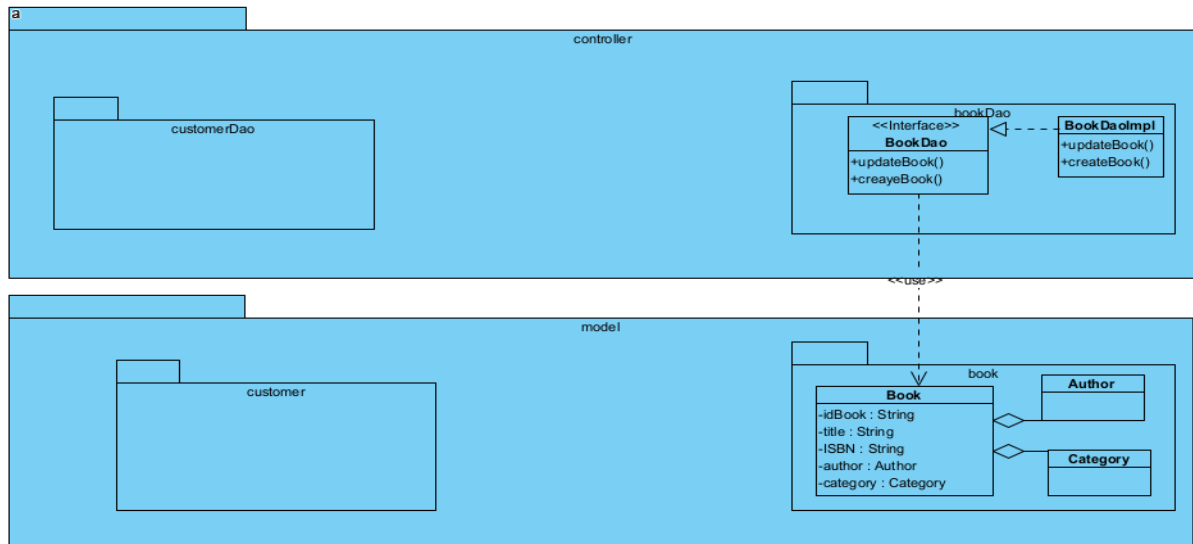 a
controller
customerDao
bookDao
<<Interface>>
BookDao
+updateBook()
+creayeBook()
BookDaoImpl
+updateBook()
+createBook()
<<use>>
model
customer
book
Book
-idBook : String
-title : String
-ISBN : String
-author : Author
-category : Category
Author
Category